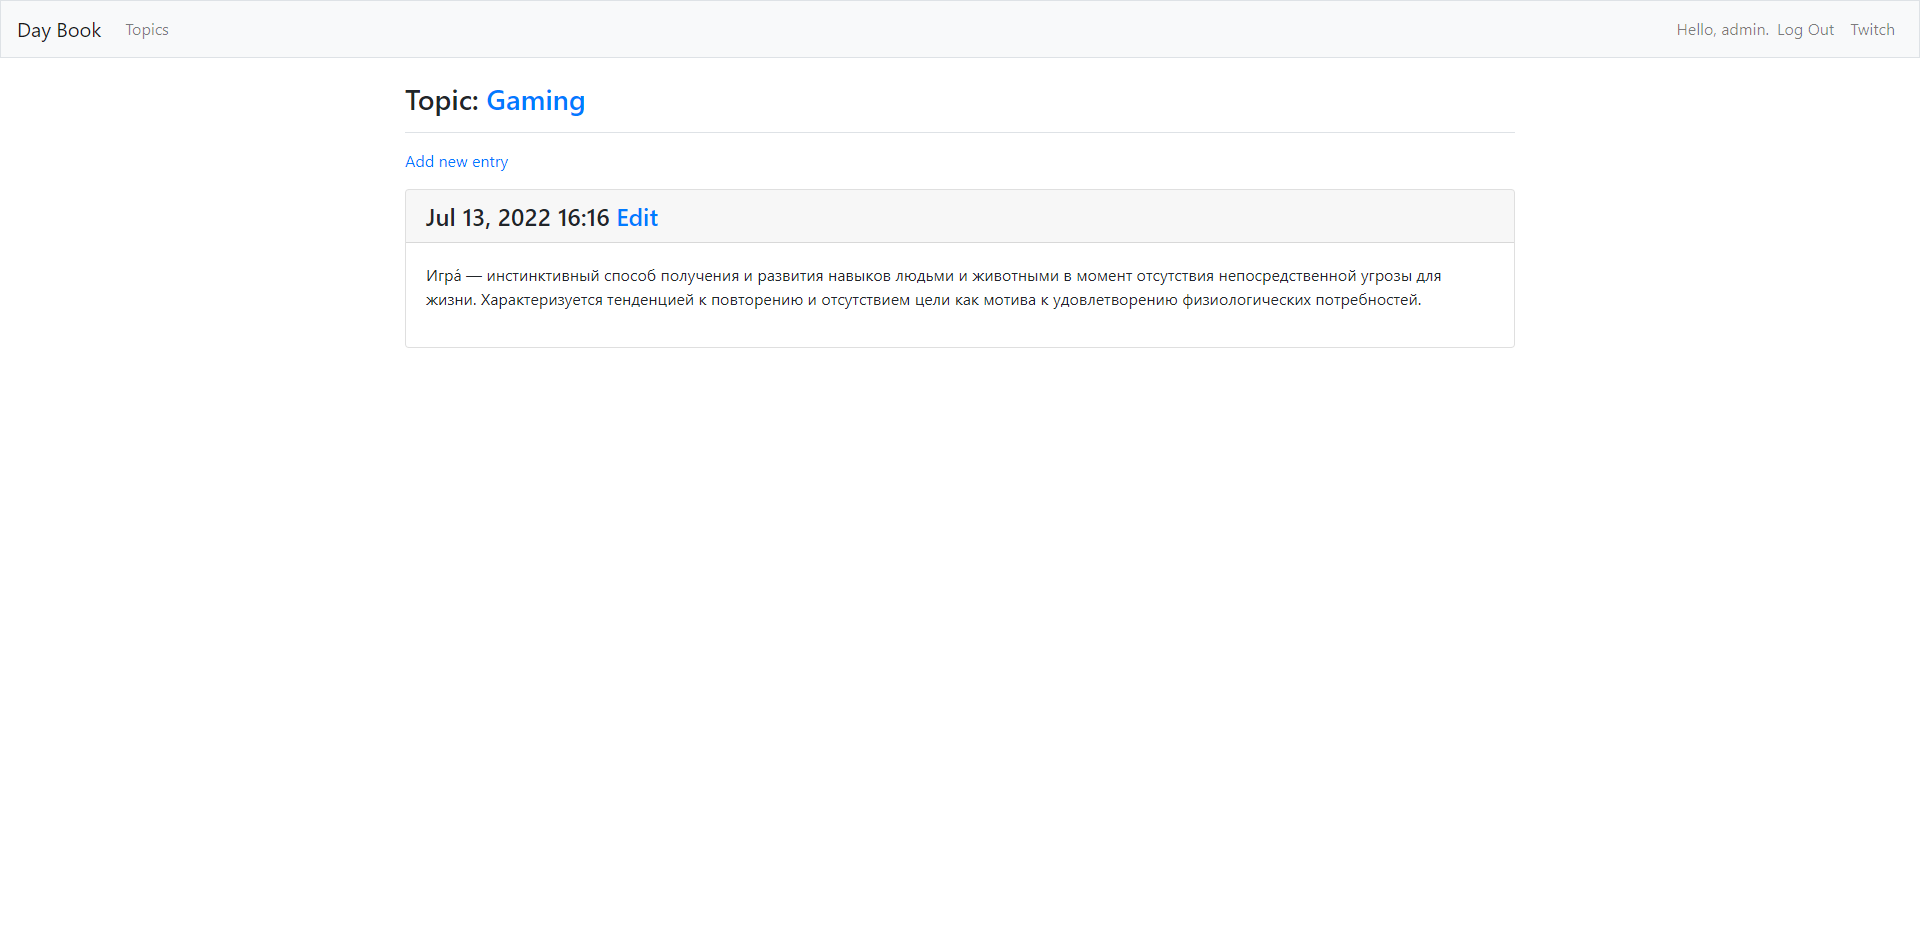 Day Book Topics Hello, admin. Log Out Twitch
Topic: Gaming
Add new entry
Jul 13, 2022 16:16 Edit
Игра́ — инстинктивный способ получения и развития навыков людьми и животными в момент отсутствия непосредственной угрозы для
жизни. Характеризуется тенденцией к повторению и отсутствием цели как мотива к удовлетворению физиологических потребностей.